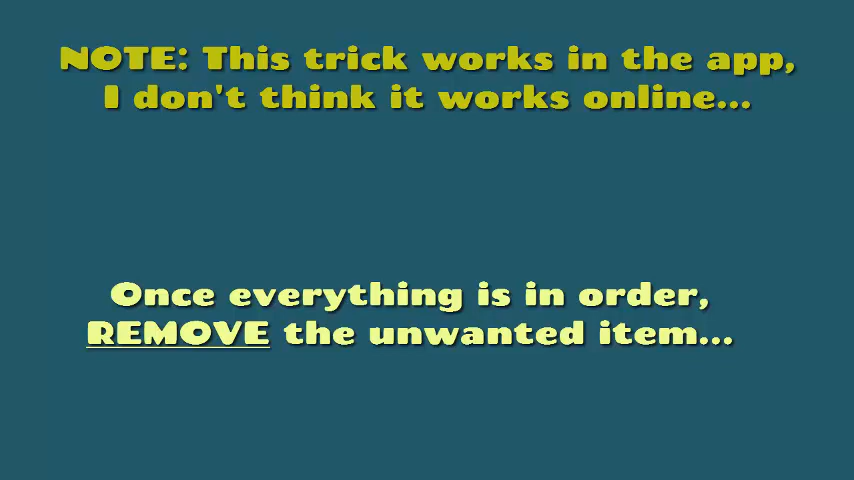 NOTE: This trick works in the app,
I don't think it works online...
Once everything is in order,
REMOVE the unwanted item...